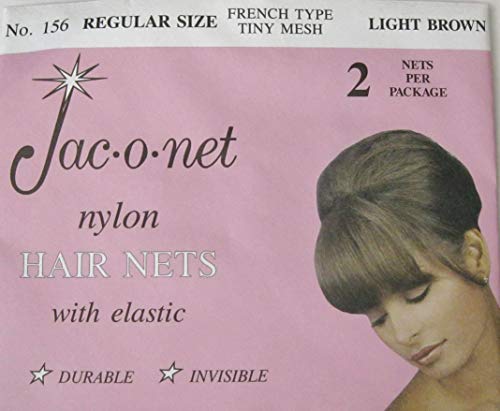 No. 156 REGULAR SIZE FRENCH TYPE TINY MESH LIGHT BROWN
2 NETS PER PACKAGE
Jac·o·net
nylon
HAIR NETS
with elastic
DURABLE INVISIBLE